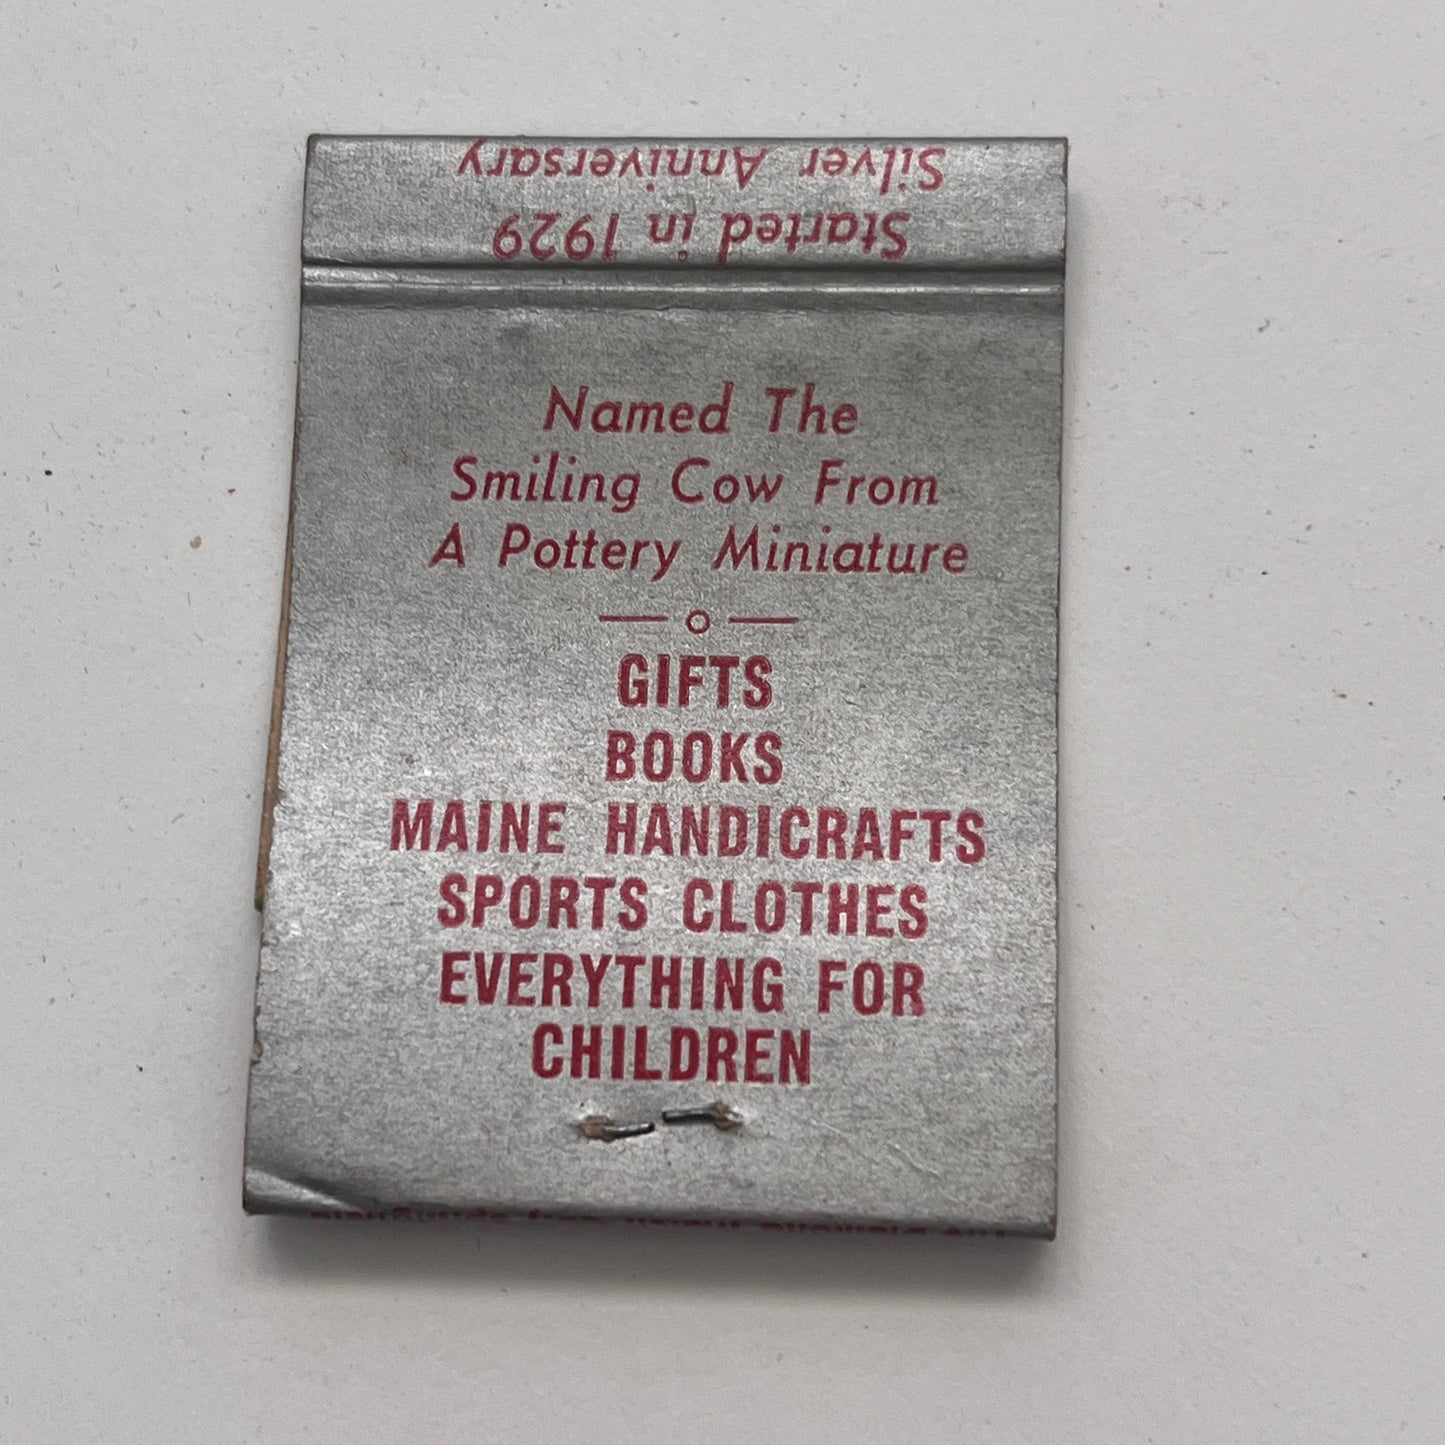 Silver Anniversary
Started in 1929
Named The
Smiling Cow From
A Pottery Miniature
GIFTS
BOOKS
MAINE HANDICRAFTS
SPORTS CLOTHES
EVERYTHING FOR
CHILDREN